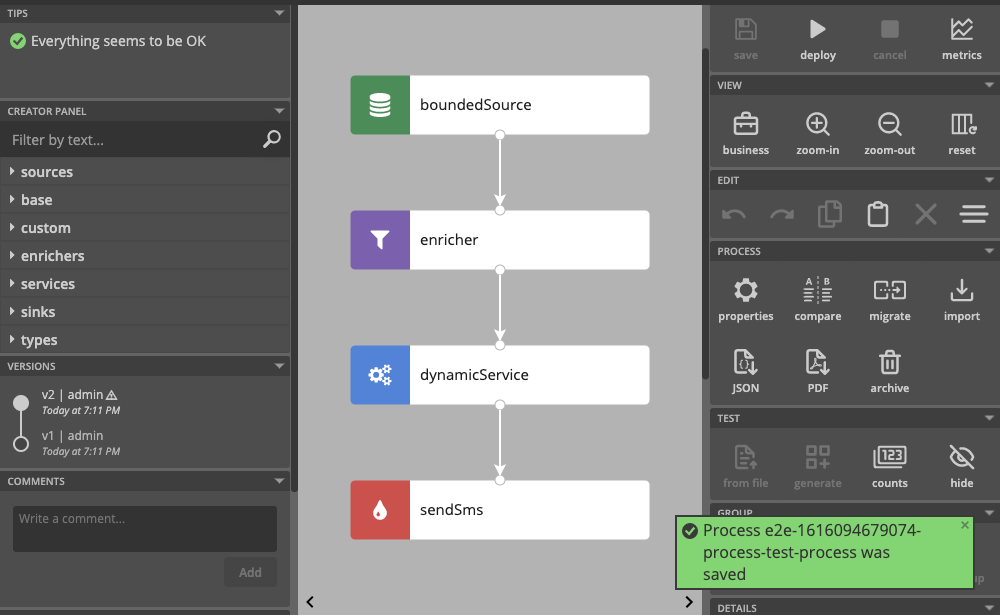 TIPS
Everything seems to be OK
CREATOR PANEL
Filter by text...
sources
base
custom
enrichers
services
sinks
types
VERSIONS
v2 | admin
Today at 7:11 PM
v1 | admin
Today at 7:11 PM
COMMENTS
Write a comment...
Add
boundedSource
enricher
dynamicService
sendSms
save deploy cancel metrics
VIEW
business zoom-in zoom-out reset
EDIT
PROCESS
A B
properties compare migrate import
JSON PDF archive
TEST
123
from file generate counts hide
GROUP
Process e2e-1616094679074-
process-test-process was
saved
DETAILS